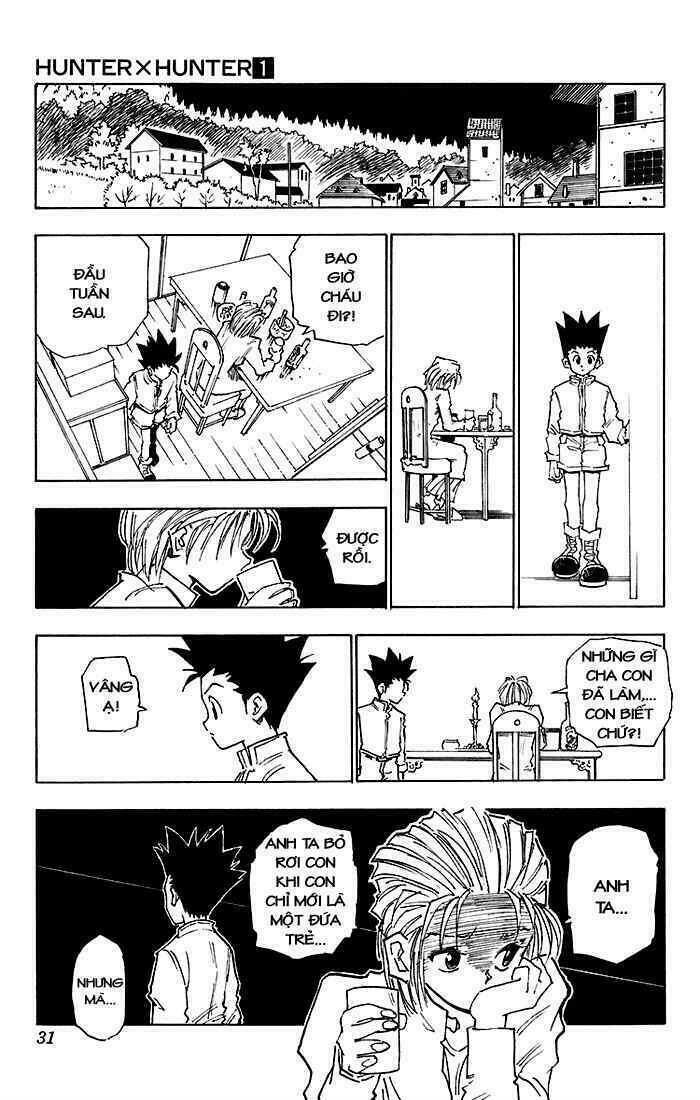 HUNTER×HUNTER 1
BAO
GIỜ
CHÁU
ĐI?!
ĐẦU
TUẦN
SAU.
ĐƯỢC
RỒI.
NHỮNG GÌ
CHA CON
ĐÃ LÀM,...
CON BIẾT
CHỨ?!
VÂNG
Ạ!
ANH
TA...
ANH TA BỎ
RƠI CON
KHI CON
CHỈ MỚI LÀ
MỘT ĐỨA
TRẺ...
NHƯNG
MÀ...
31